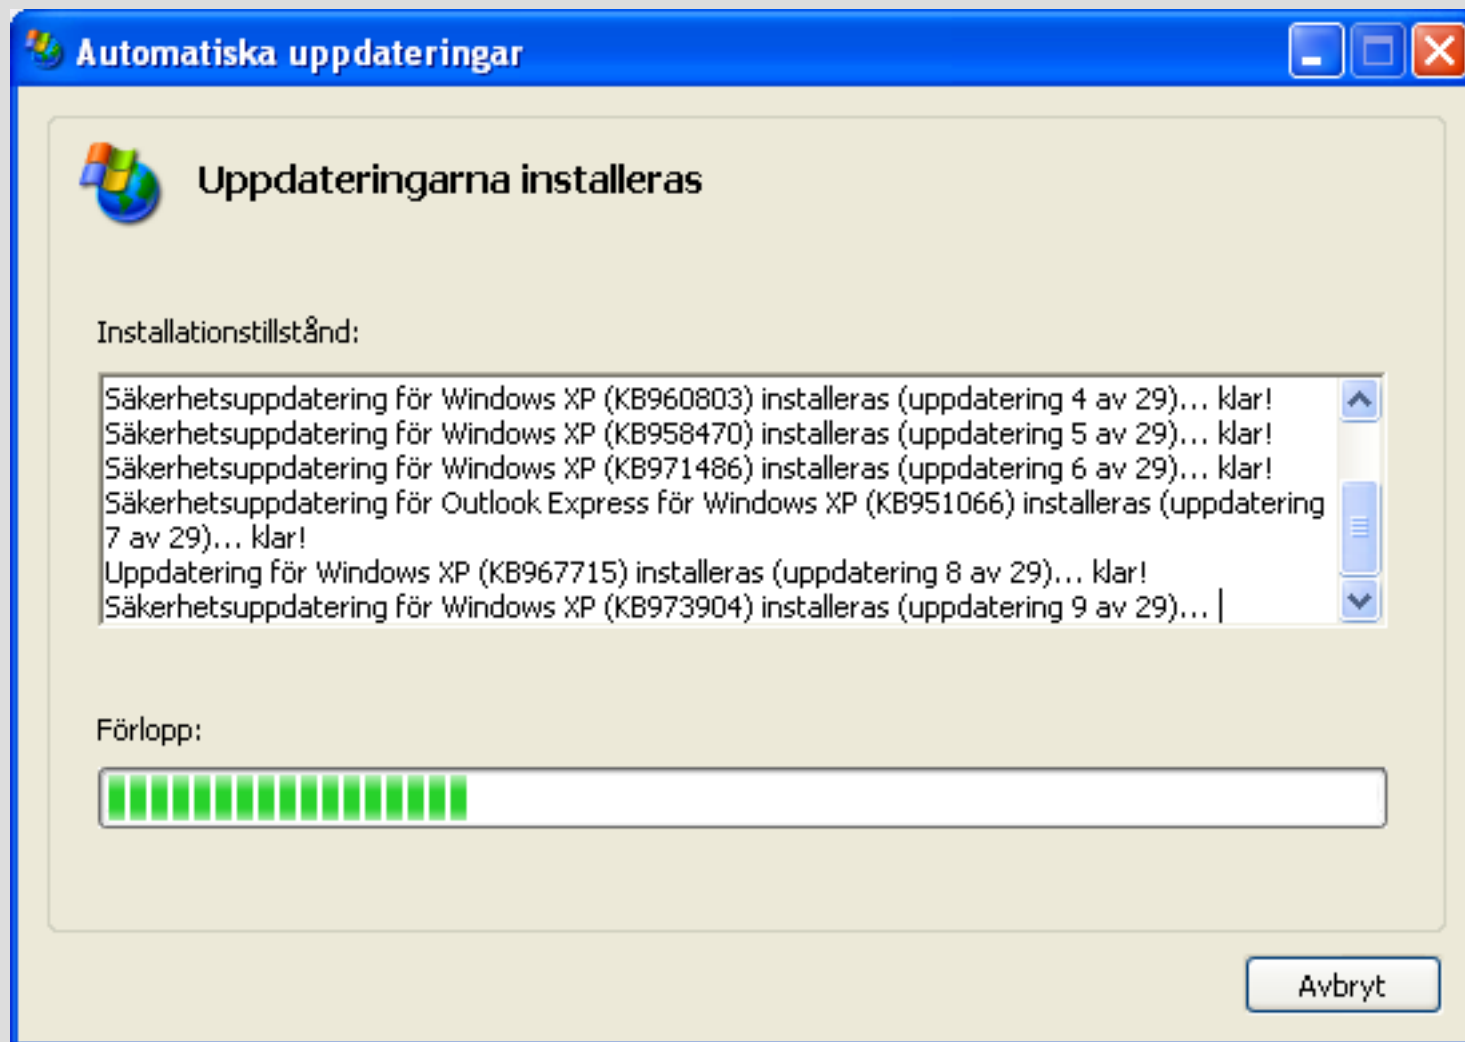 Automatiska uppdateringar
Uppdateringarna installeras
Installationstillstånd:
Säkerhetsuppdatering för Windows XP (KB960803) installeras (uppdatering 4 av 29)... klar!
Säkerhetsuppdatering för Windows XP (KB958470) installeras (uppdatering 5 av 29)... klar!
Säkerhetsuppdatering för Windows XP (KB971486) installeras (uppdatering 6 av 29)... klar!
Säkerhetsuppdatering för Outlook Express för Windows XP (KB951066) installeras (uppdatering
7 av 29)... klar!
Uppdatering för Windows XP (KB967715) installeras (uppdatering 8 av 29)... klar!
Säkerhetsuppdatering för Windows XP (KB973904) installeras (uppdatering 9 av 29)...
Förlopp:
Avbryt